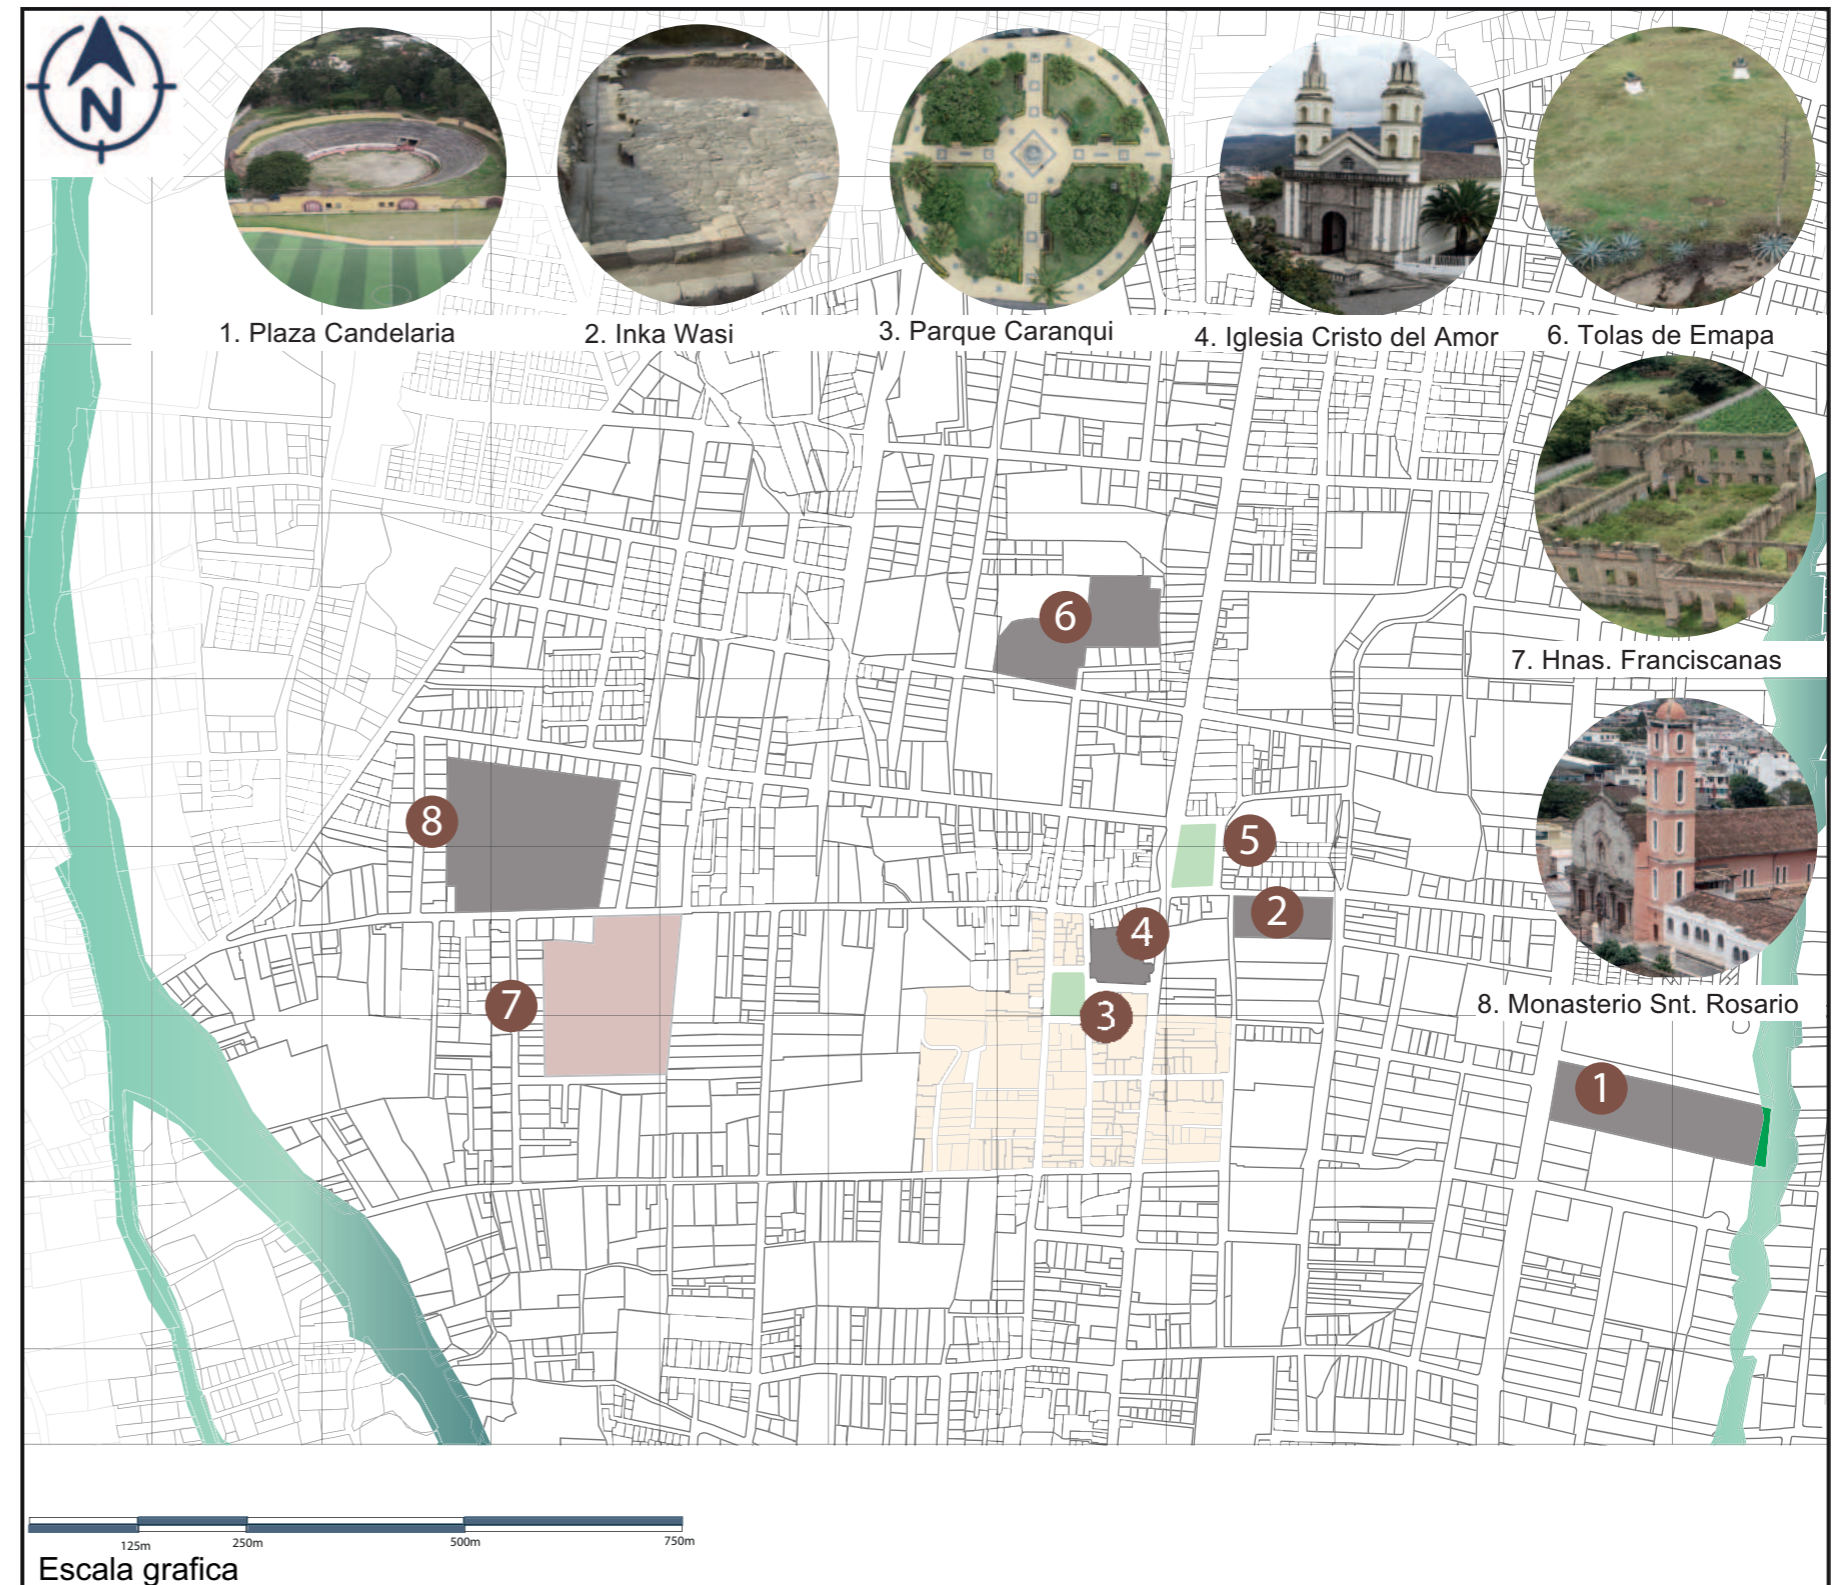 N
1. Plaza Candelaria
2. Inka Wasi
3. Parque Caranqui
4. Iglesia Cristo del Amor
6. Tolas de Emapa
7. Hnas. Franciscanas
8. Monasterio Snt. Rosario
6
8
5
2
4
7
3
1
125m
250m
500m
750m
Escala grafica